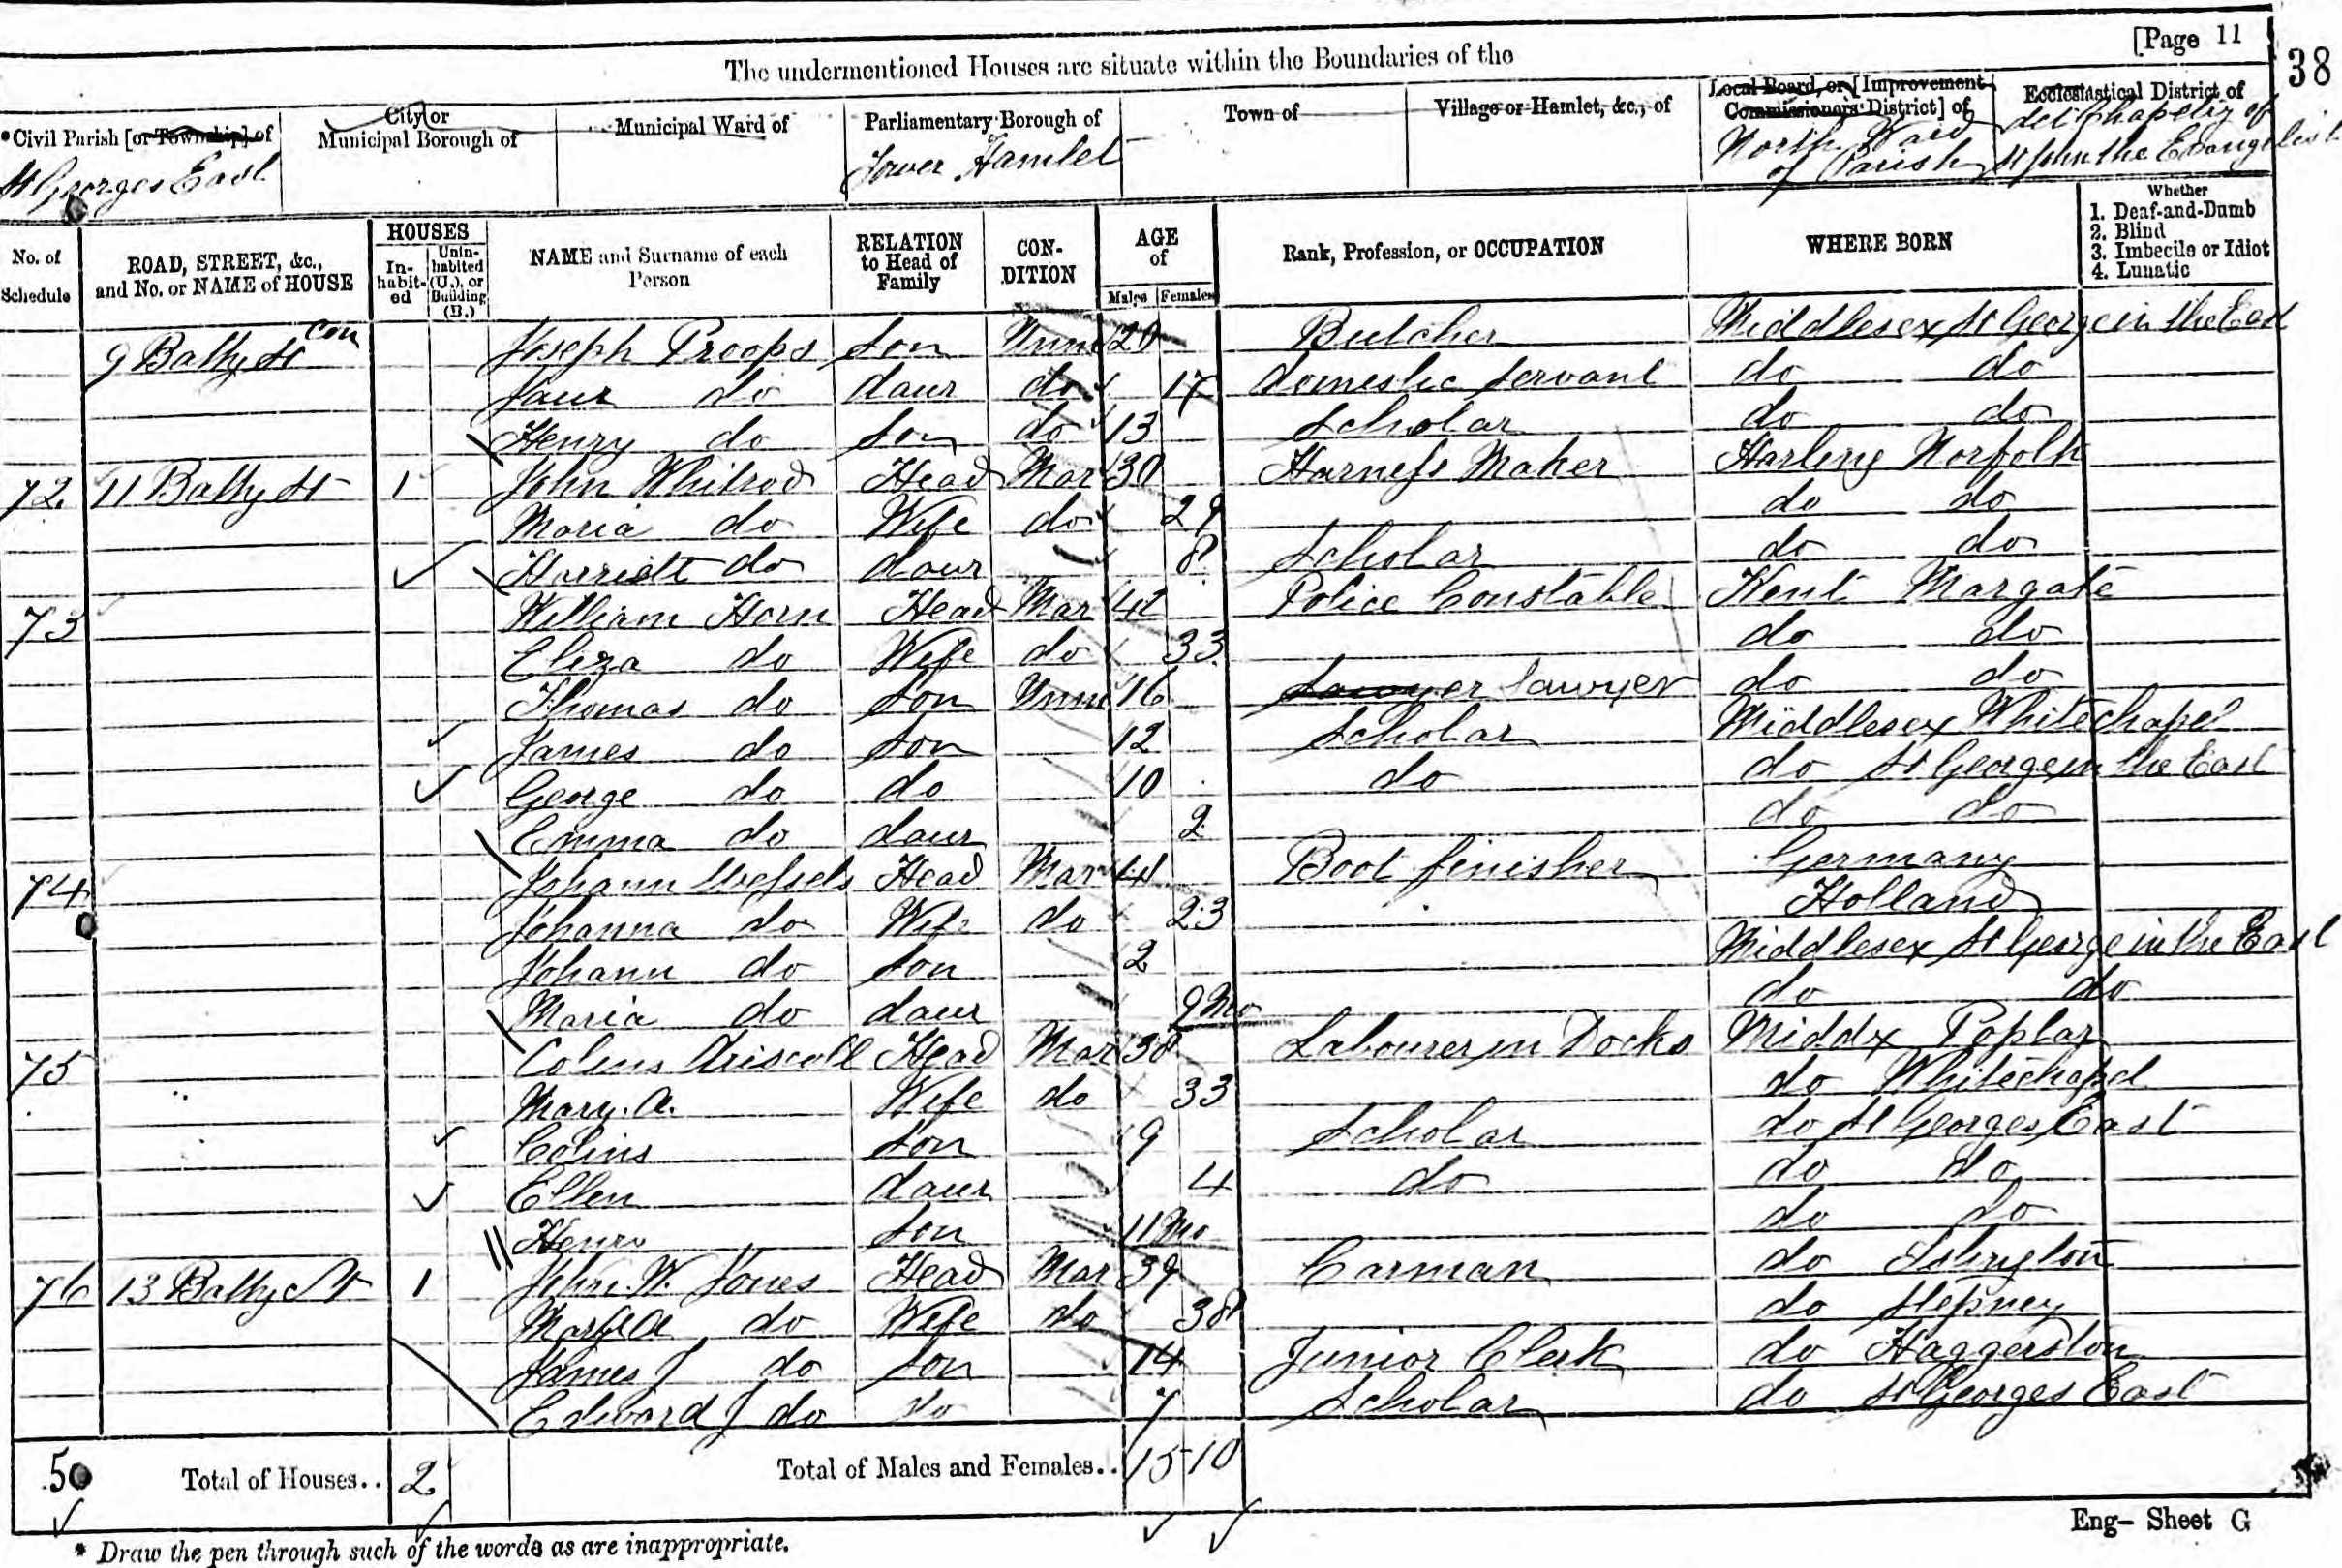 [Page 11
38
The undermentioned Houses are situate within the Boundaries of the
*Civil Parish [or Township] of
St Georges East
City or Municipal Borough of
Municipal Ward of
Parliamentary Borough of
Tower Hamlet
Town of
Village or Hamlet, &c., of
Local Board, or [Improvement Commissioners' District] of
North Ward of Parish
Ecclesiastical District of
St John the Evangelist
No. of Schedule
ROAD, STREET, &c., and No. or NAME of HOUSE
HOUSES
In-habit-ed
Unin-habited (U.), or Building (B.)
NAME and Surname of each Person
RELATION to Head of Family
CON-DITION
AGE of
Males
Females
Rank, Profession, or OCCUPATION
WHERE BORN
Whether
1. Deaf-and-Dumb
2. Blind
3. Imbecile or Idiot
4. Lunatic
9 Batty St Con Joseph Proops Son Unm 20 Butcher Middlesex St George in the East
do daur do 17 domestic Servant do do
Henry do Son do 13 Scholar do do
72 11 Batty St 1 John Whitrod Head Mar 30 Harness Maker Harling Norfolk
Maria do Wife do 29 do do
Harriett do daur 8 Scholar do do
73 William Horn Head Mar Police Constable Kent Margate
Eliza do Wife do 33 do do
Thomas do Son Unm 16 Sawyer Sawyer do do
James do Son 12 Scholar Middlesex Whitechapel
George do do 10 do do St George in the East
Emma do daur 2 do do
74 Johann Wessels Head Mar Boot finisher Germany
Johanna do Wife do 23 Holland
Johann do Son 2 Middlesex St George in the East
Maria do daur 9 Mo do do
75 Colins Driscoll Head Mar 38 Labourer in Docks Middx Poplar
Mary. A. Wife do 33 do Whitechapel
Colins Son 9 Scholar do St Georges East
Ellen daur 4 do do do
Henry Son 11 Mo do do
76 13 Batty St 1 John. W. Jones Head Mar 39 Carman do Islington
Mary A do Wife do 38 do Stepney
James J do Son 14 Junior Clerk do Haggerston
Edward J do do 7 Scholar do St Georges East
50 Total of Houses.. 2 Total of Males and Females.. 15 10
Eng- Sheet G
* Draw the pen through such of the words as are inappropriate.